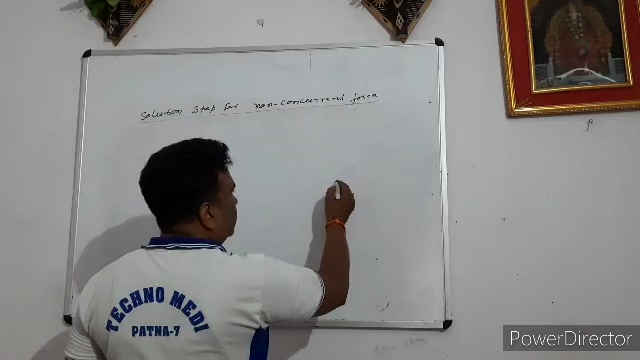 Solution Step for non-concurrent force
TECHNO MEDI
PATNA-7
PowerDirector